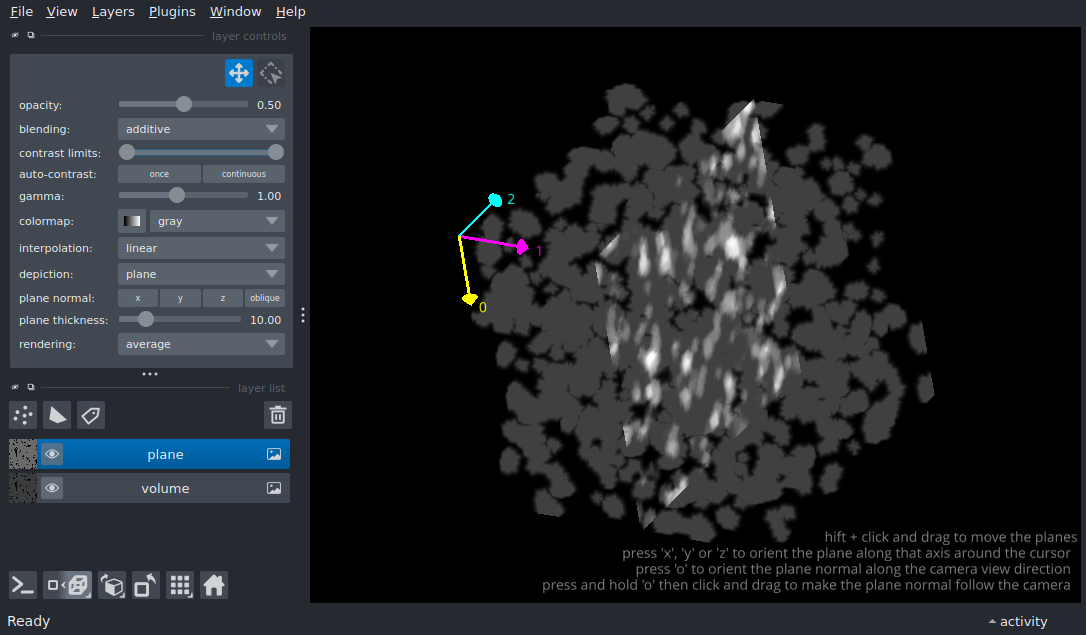 File View Layers Plugins Window Help
layer controls
opacity: 0.50
blending: additive
contrast limits:
auto-contrast: once continuous
gamma: 1.00
colormap: gray
interpolation: linear
depiction: plane
plane normal: x y z oblique
plane thickness: 10.00
rendering: average
layer list
plane
volume
2
1
0
hift + click and drag to move the planes
press 'x', 'y' or 'z' to orient the plane along that axis around the cursor
press 'o' to orient the plane normal along the camera view direction
press and hold 'o' then click and drag to make the plane normal follow the camera
Ready activity